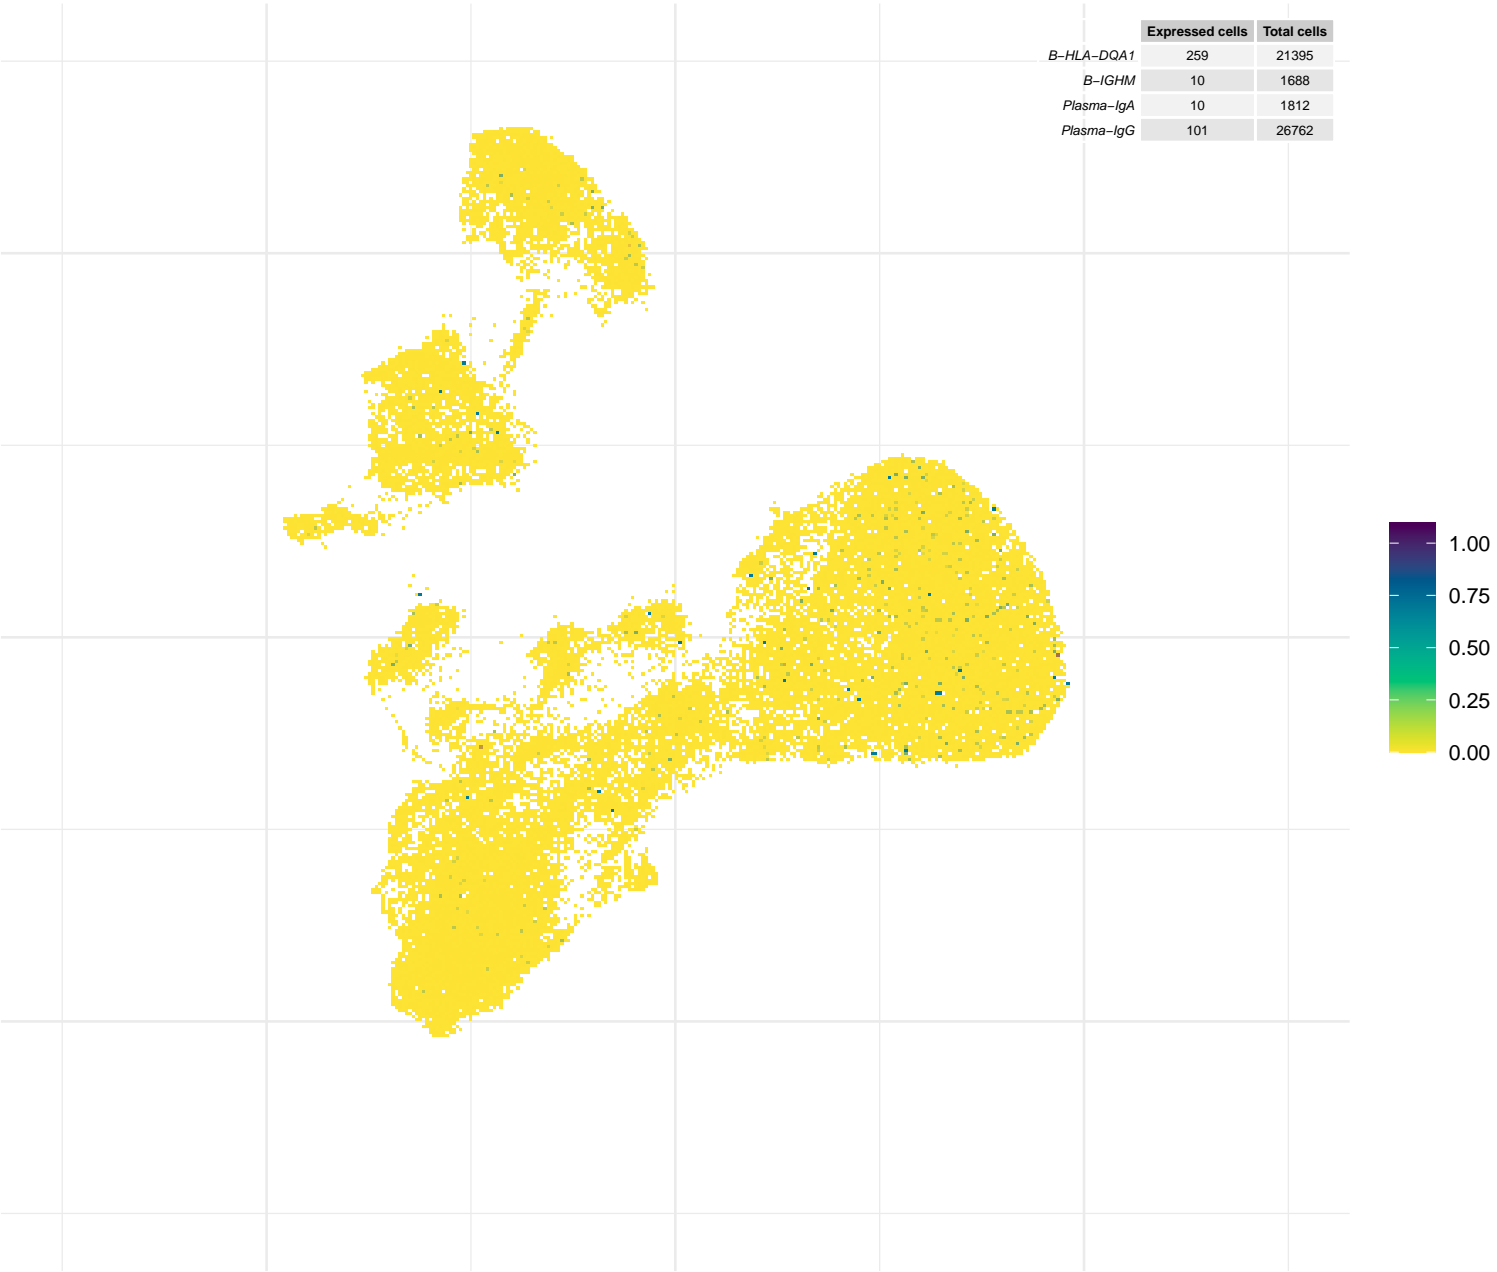 Expressed cells Total cells
B−HLA−DQA1 259 21395
B−IGHM 10 1688
Plasma−IgA 10 1812
Plasma−IgG 101 26762
1.00
0.75
0.50
0.25
0.00